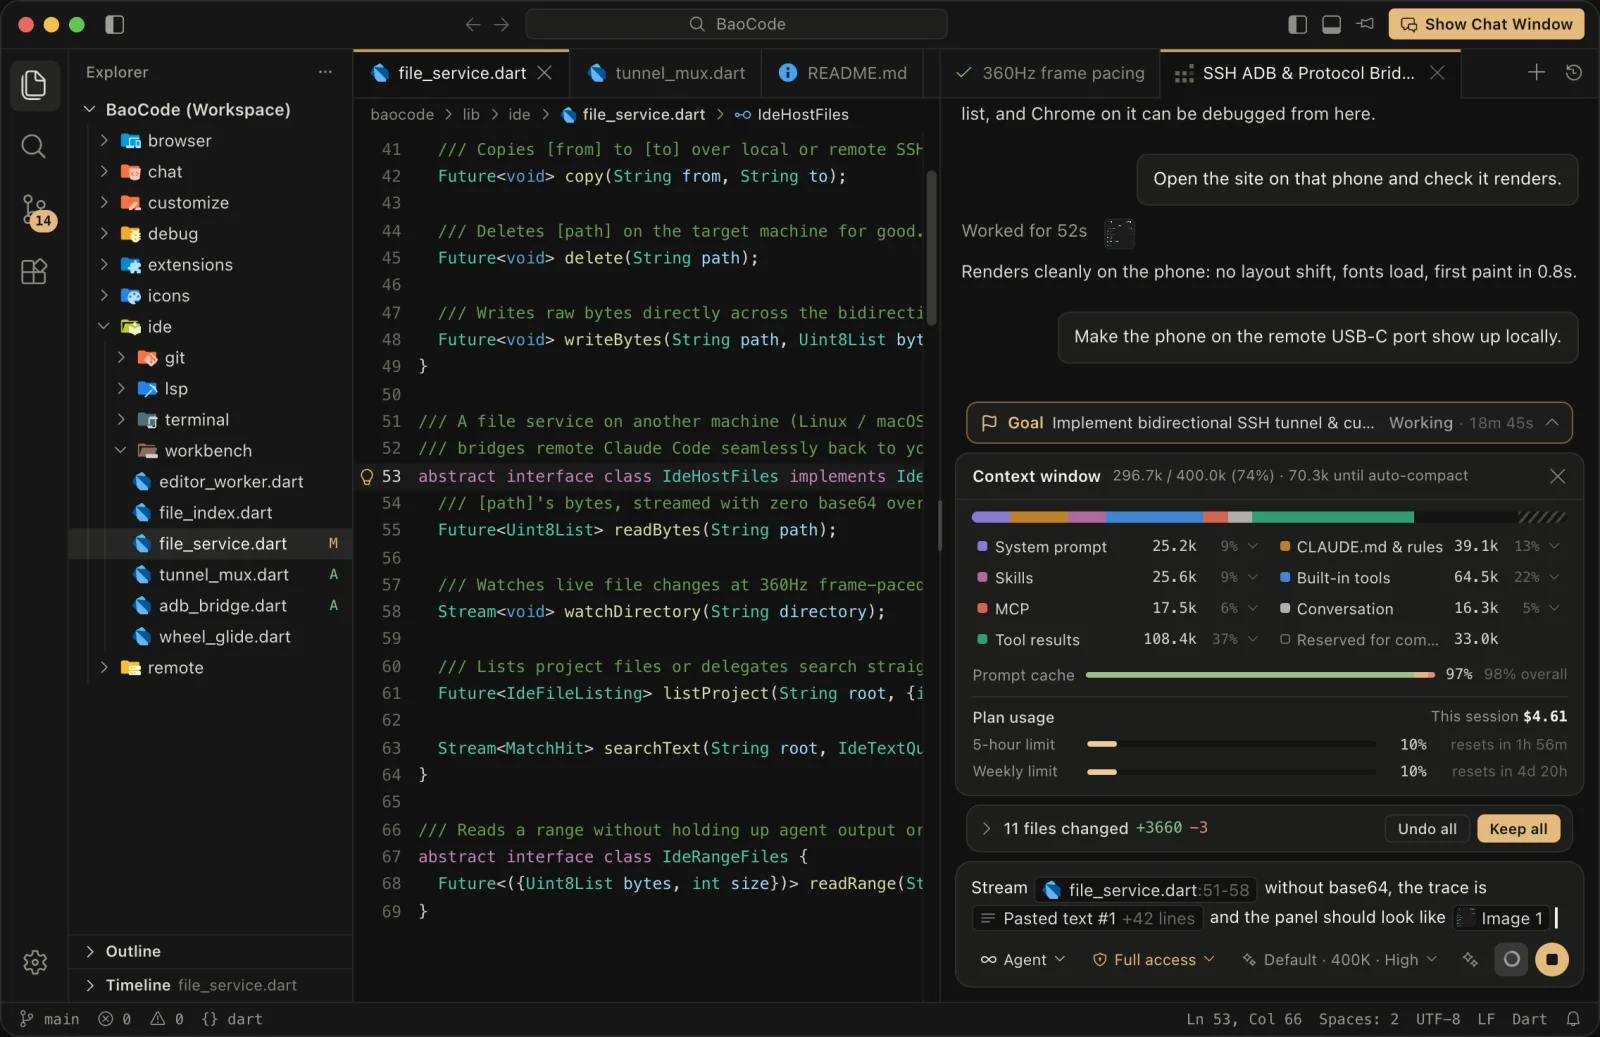 BaoCode
Show Chat Window
Explorer
BaoCode (Workspace)
browser
chat
customize
debug
extensions
icons
ide
git
lsp
terminal
workbench
editor_worker.dart
file_index.dart
file_service.dart M
tunnel_mux.dart A
adb_bridge.dart A
wheel_glide.dart
remote
14
Outline
Timeline file_service.dart
file_service.dart
tunnel_mux.dart
README.md
baocode > lib > ide > file_service.dart > IdeHostFiles
41 /// Copies [from] to [to] over local or remote SSH
42 Future<void> copy(String from, String to);
43
44 /// Deletes [path] on the target machine for good.
45 Future<void> delete(String path);
46
47 /// Writes raw bytes directly across the bidirecti
48 Future<void> writeBytes(String path, Uint8List byt
49 }
50
51 /// A file service on another machine (Linux / macOS
52 /// bridges remote Claude Code seamlessly back to yo
53 abstract interface class IdeHostFiles implements Ide
54 /// [path]'s bytes, streamed with zero base64 over
55 Future<Uint8List> readBytes(String path);
56
57 /// Watches live file changes at 360Hz frame-paced
58 Stream<void> watchDirectory(String directory);
59
60 /// Lists project files or delegates search straig
61 Future<IdeFileListing> listProject(String root, {i
62
63 Stream<MatchHit> searchText(String root, IdeTextQu
64 }
65
66 /// Reads a range without holding up agent output or
67 abstract interface class IdeRangeFiles {
68 Future<({Uint8List bytes, int size})> readRange(St
69 }
360Hz frame pacing
SSH ADB & Protocol Brid...
list, and Chrome on it can be debugged from here.
Open the site on that phone and check it renders.
Worked for 52s
Renders cleanly on the phone: no layout shift, fonts load, first paint in 0.8s.
Make the phone on the remote USB-C port show up locally.
Goal Implement bidirectional SSH tunnel & cu... Working · 18m 45s
Context window 296.7k / 400.0k (74%) · 70.3k until auto-compact
System prompt 25.2k 9% CLAUDE.md & rules 39.1k 13%
Skills 25.6k 9% Built-in tools 64.5k 22%
MCP 17.5k 6% Conversation 16.3k 5%
Tool results 108.4k 37% Reserved for com... 33.0k
Prompt cache 97% 98% overall
Plan usage This session $4.61
5-hour limit 10% resets in 1h 56m
Weekly limit 10% resets in 4d 20h
11 files changed +3660 −3 Undo all Keep all
Stream file_service.dart:51-58 without base64, the trace is
Pasted text #1 +42 lines and the panel should look like Image 1
Agent Full access Default · 400K · High
main 0 0 {} dart
Ln 53, Col 66 Spaces: 2 UTF-8 LF Dart